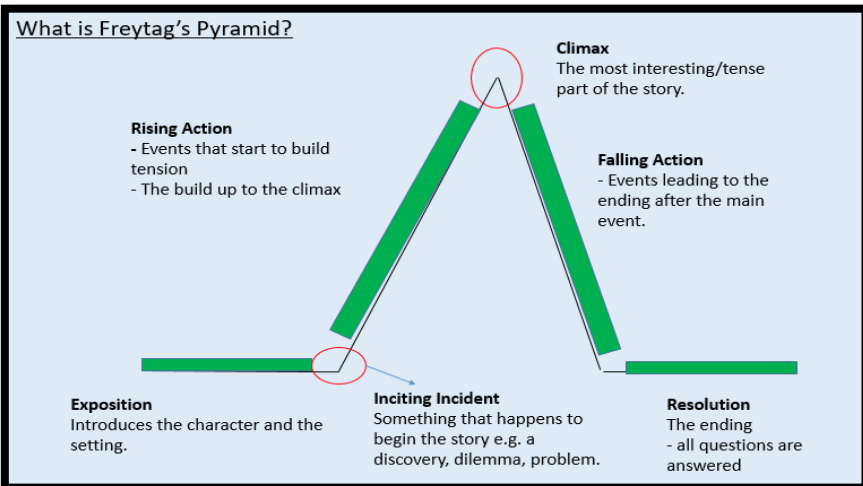 What is Freytag's Pyramid?
Climax
The most interesting/tense
part of the story.
Rising Action
- Events that start to build
tension
- The build up to the climax
Falling Action
- Events leading to the
ending after the main
event.
Exposition
Introduces the character and the
setting.
Inciting Incident
Something that happens to
begin the story e.g. a
discovery, dilemma, problem.
Resolution
The ending
- all questions are
answered